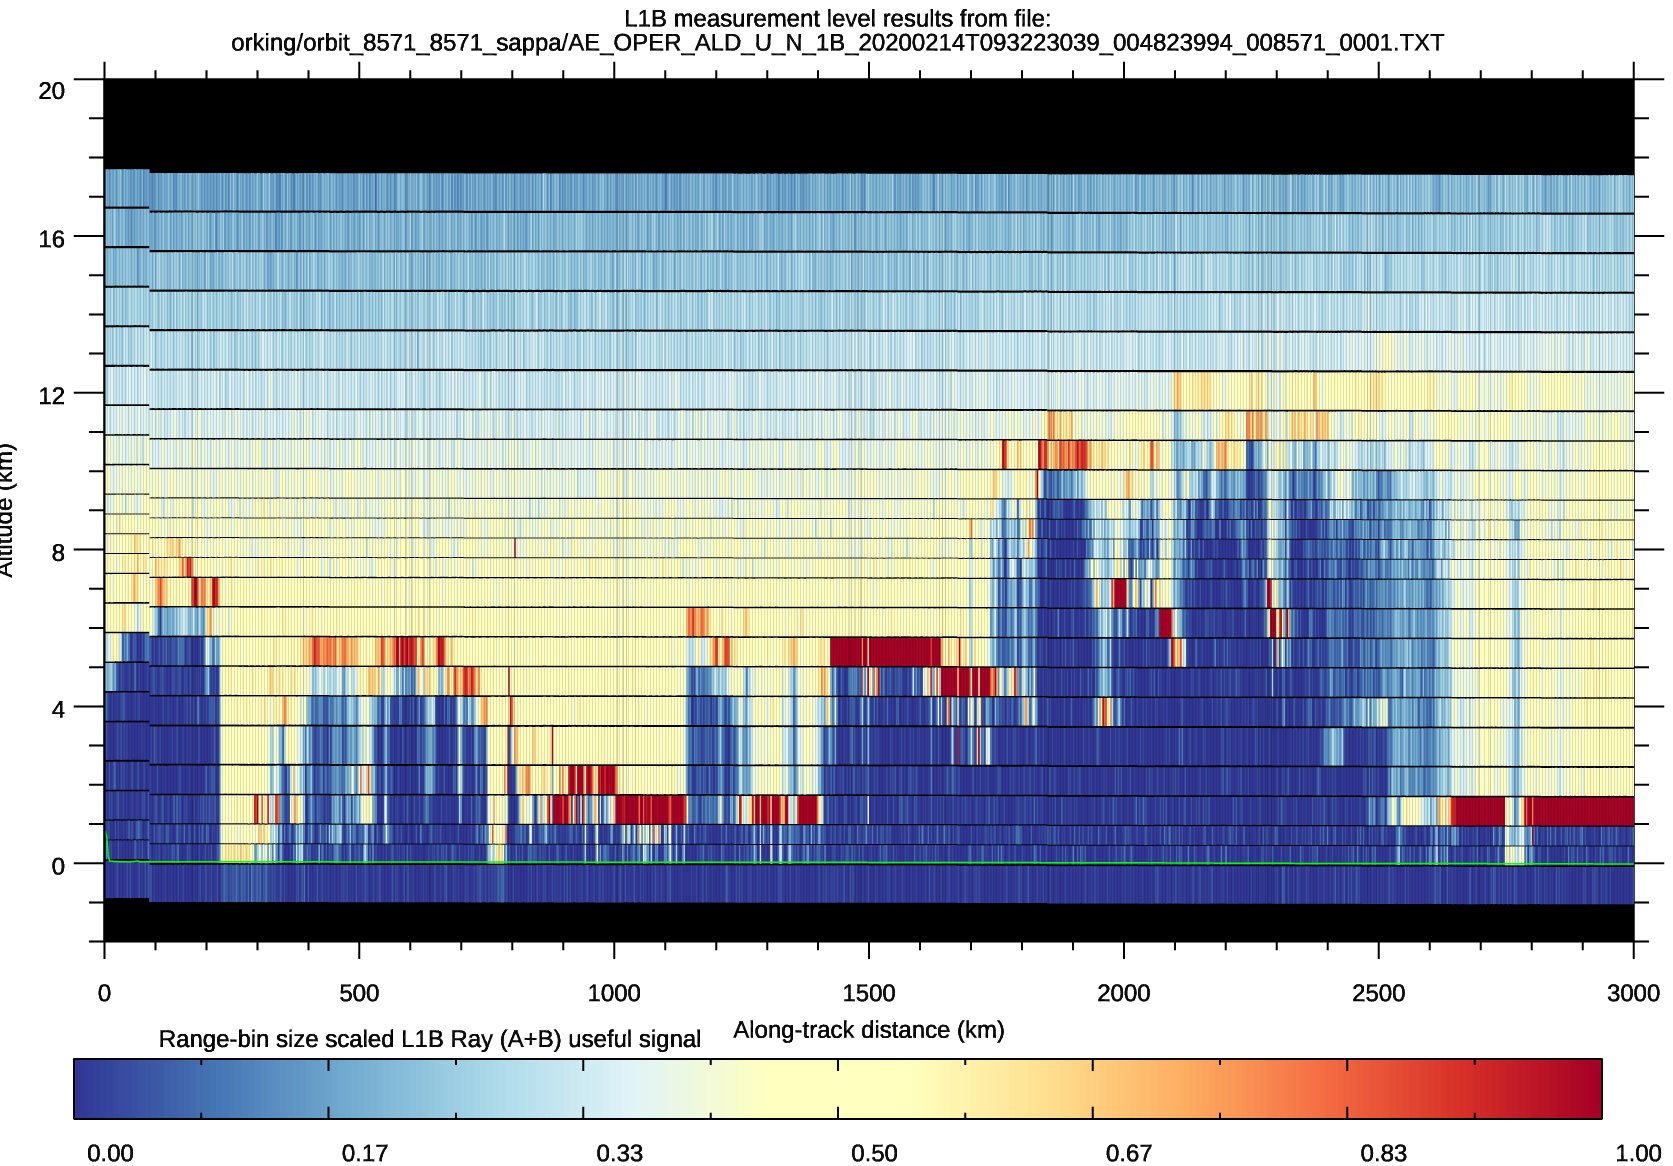 L1B measurement level results from file:
orking/orbit_8571_8571_sappa/AE_OPER_ALD_U_N_1B_20200214T093223039_004823994_008571_0001.TXT
20
16
12
8
4
0
Altitude (km)
0 500 1000 1500 2000 2500 3000
Along-track distance (km)
Range-bin size scaled L1B Ray (A+B) useful signal
0.00 0.17 0.33 0.50 0.67 0.83 1.00